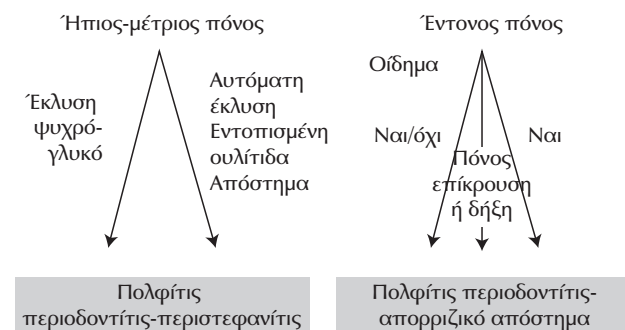 Ήπιος-μέτριος πόνος
Έκλυση
ψυχρό-
γλυκό
Αυτόματη
έκλυση
Εντοπισμένη
ουλίτιδα
Απόστημα
Πολφίτις
περιοδοντίτις-περιστεφανίτις
Έντονος πόνος
Οίδημα
Ναι/όχι
Ναι
Πόνος
επίκρουση
ή δήξη
Πολφίτις περιοδοντίτις-
απορριζικό απόστημα